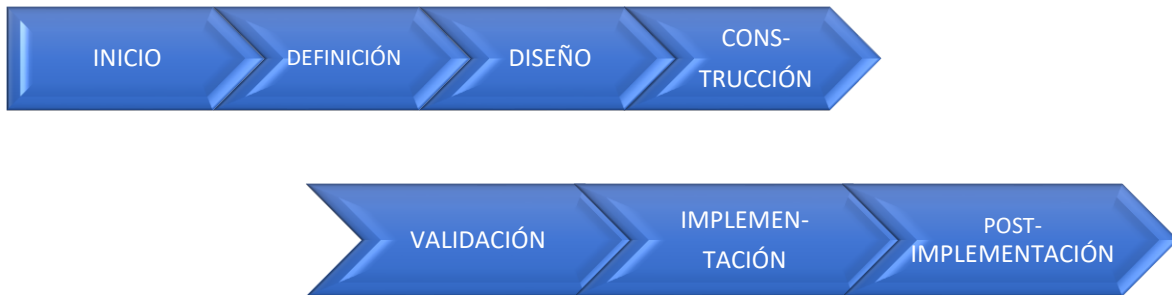 INICIO
DEFINICIÓN
DISEÑO
CONS-
TRUCCIÓN
VALIDACIÓN
IMPLEMEN-
TACIÓN
POST-
IMPLEMENTACIÓN